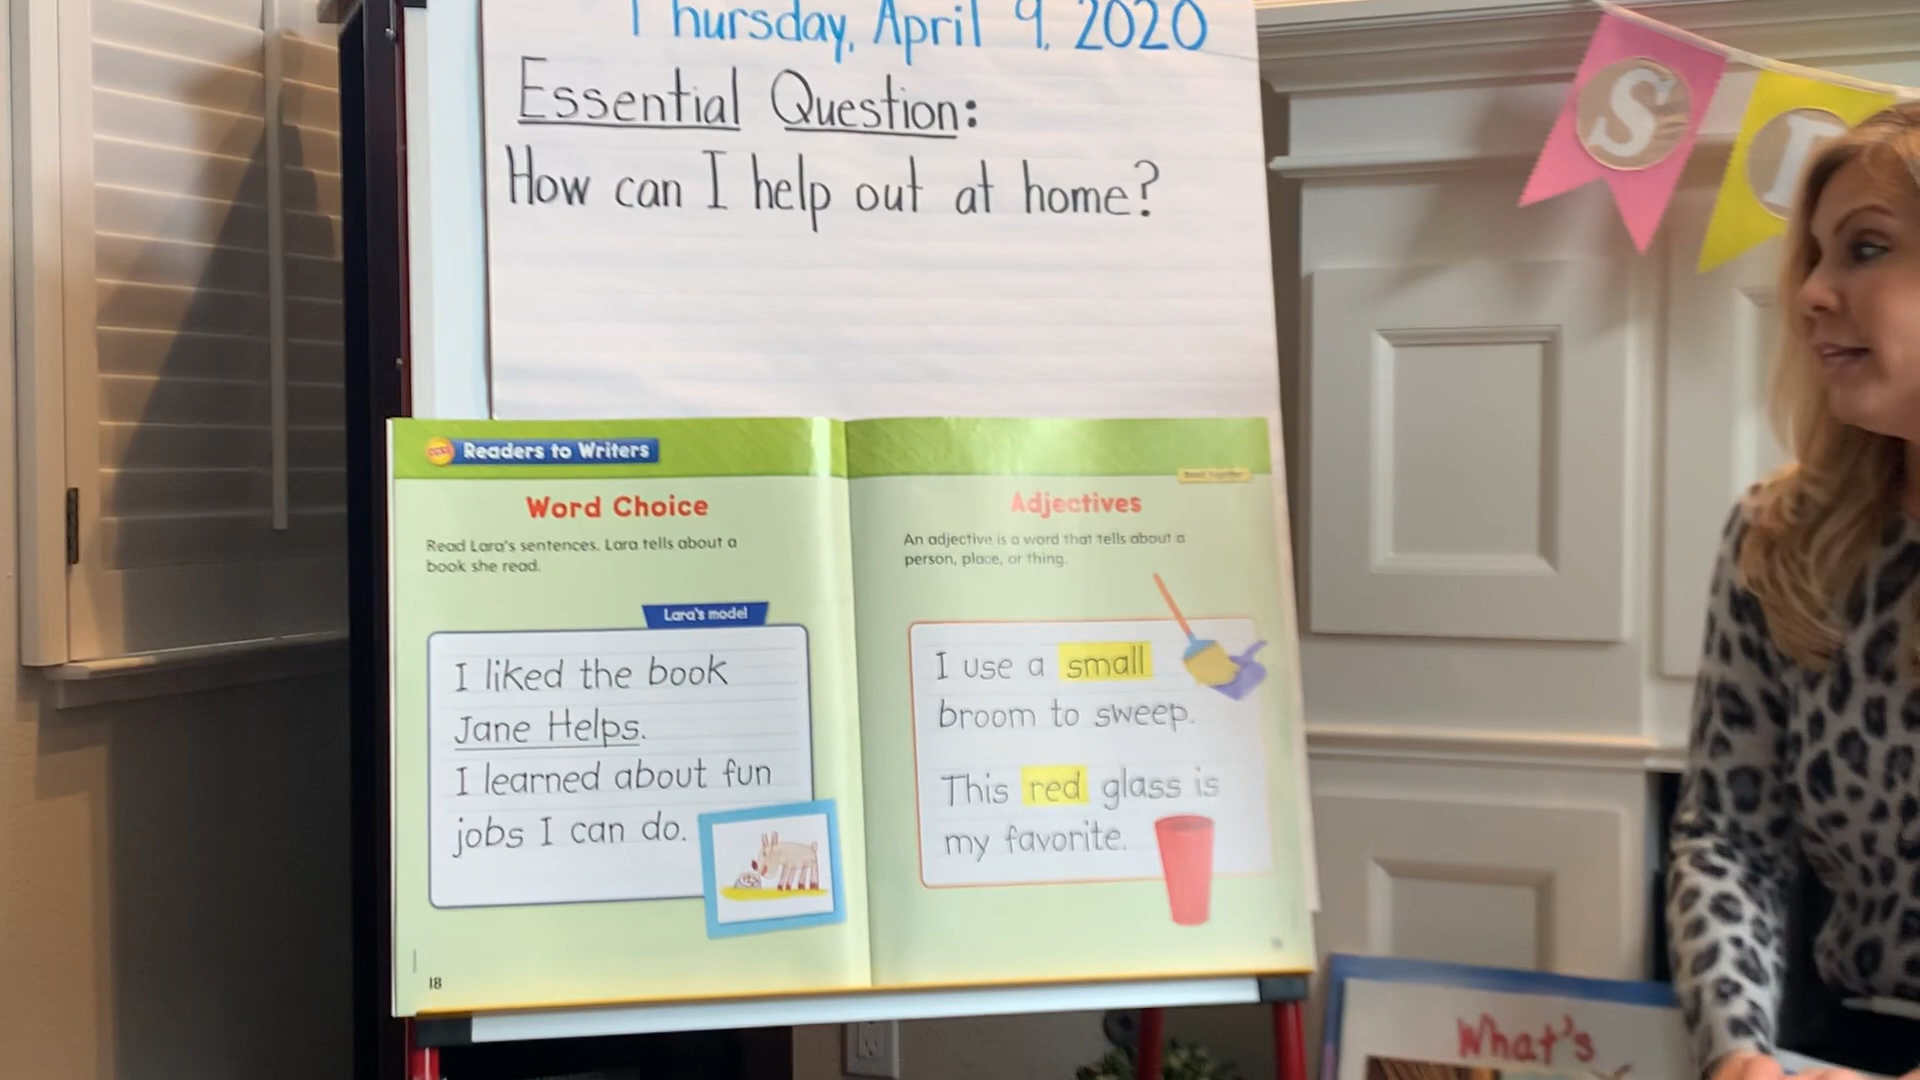 Thursday, April 9, 2020
Essential Question:
How can I help out at home?
Readers to Writers
Word Choice
Read Lara's sentences. Lara tells about a
book she read.
Lara's model
I liked the book
Jane Helps.
I learned about fun
jobs I can do.
18
Read Together
Adjectives
An adjective is a word that tells about a
person, place, or thing.
I use a small
broom to sweep.
This red glass is
my favorite.
S
What's